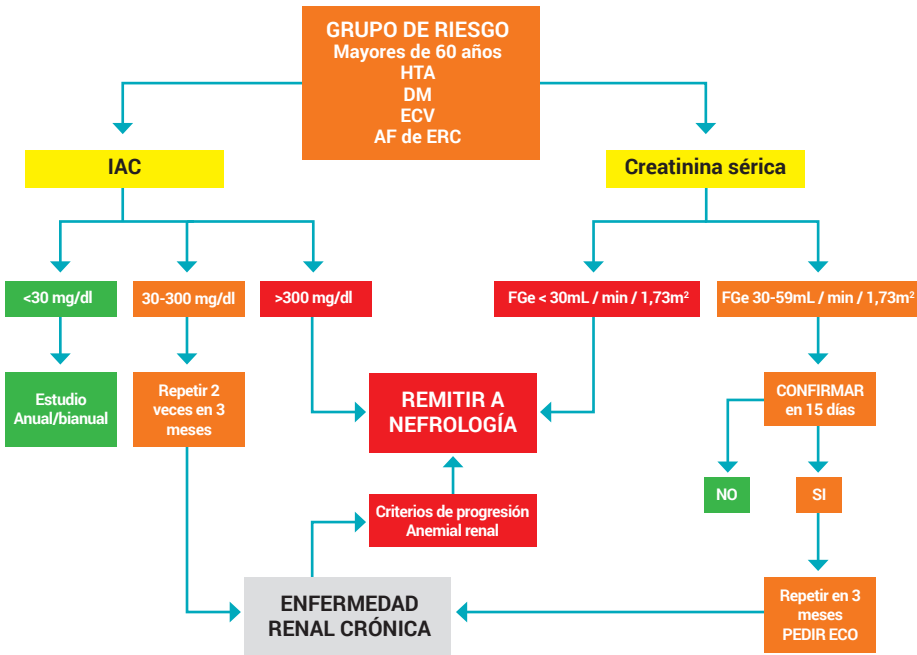 GRUPO DE RIESGO
Mayores de 60 años
HTA
DM
ECV
AF de ERC
IAC
Creatinina sérica
<30 mg/dl
30-300 mg/dl
>300 mg/dl
FGe < 30mL / min / 1,73m²
FGe 30-59mL / min / 1,73m²
Estudio
Anual/bianual
Repetir 2
veces en 3
meses
REMITIR A
NEFROLOGÍA
CONFIRMAR
en 15 días
NO
SI
Criterios de progresión
Anemial renal
ENFERMEDAD
RENAL CRÓNICA
Repetir en 3
meses
PEDIR ECO